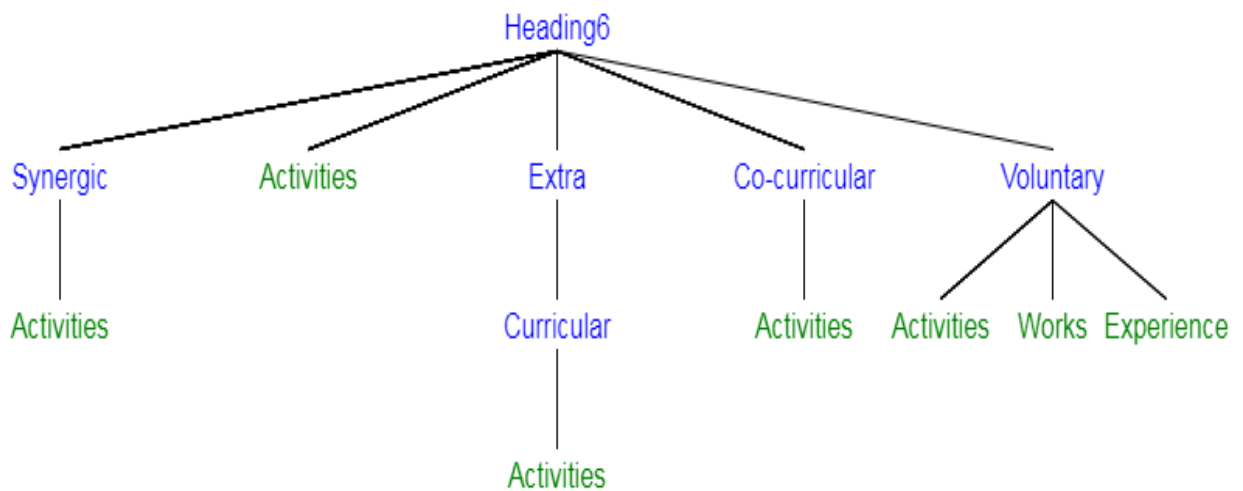 Heading6
Synergic Activities Extra Co-curricular Voluntary
Activities Curricular Activities Activities Works Experience
Activities